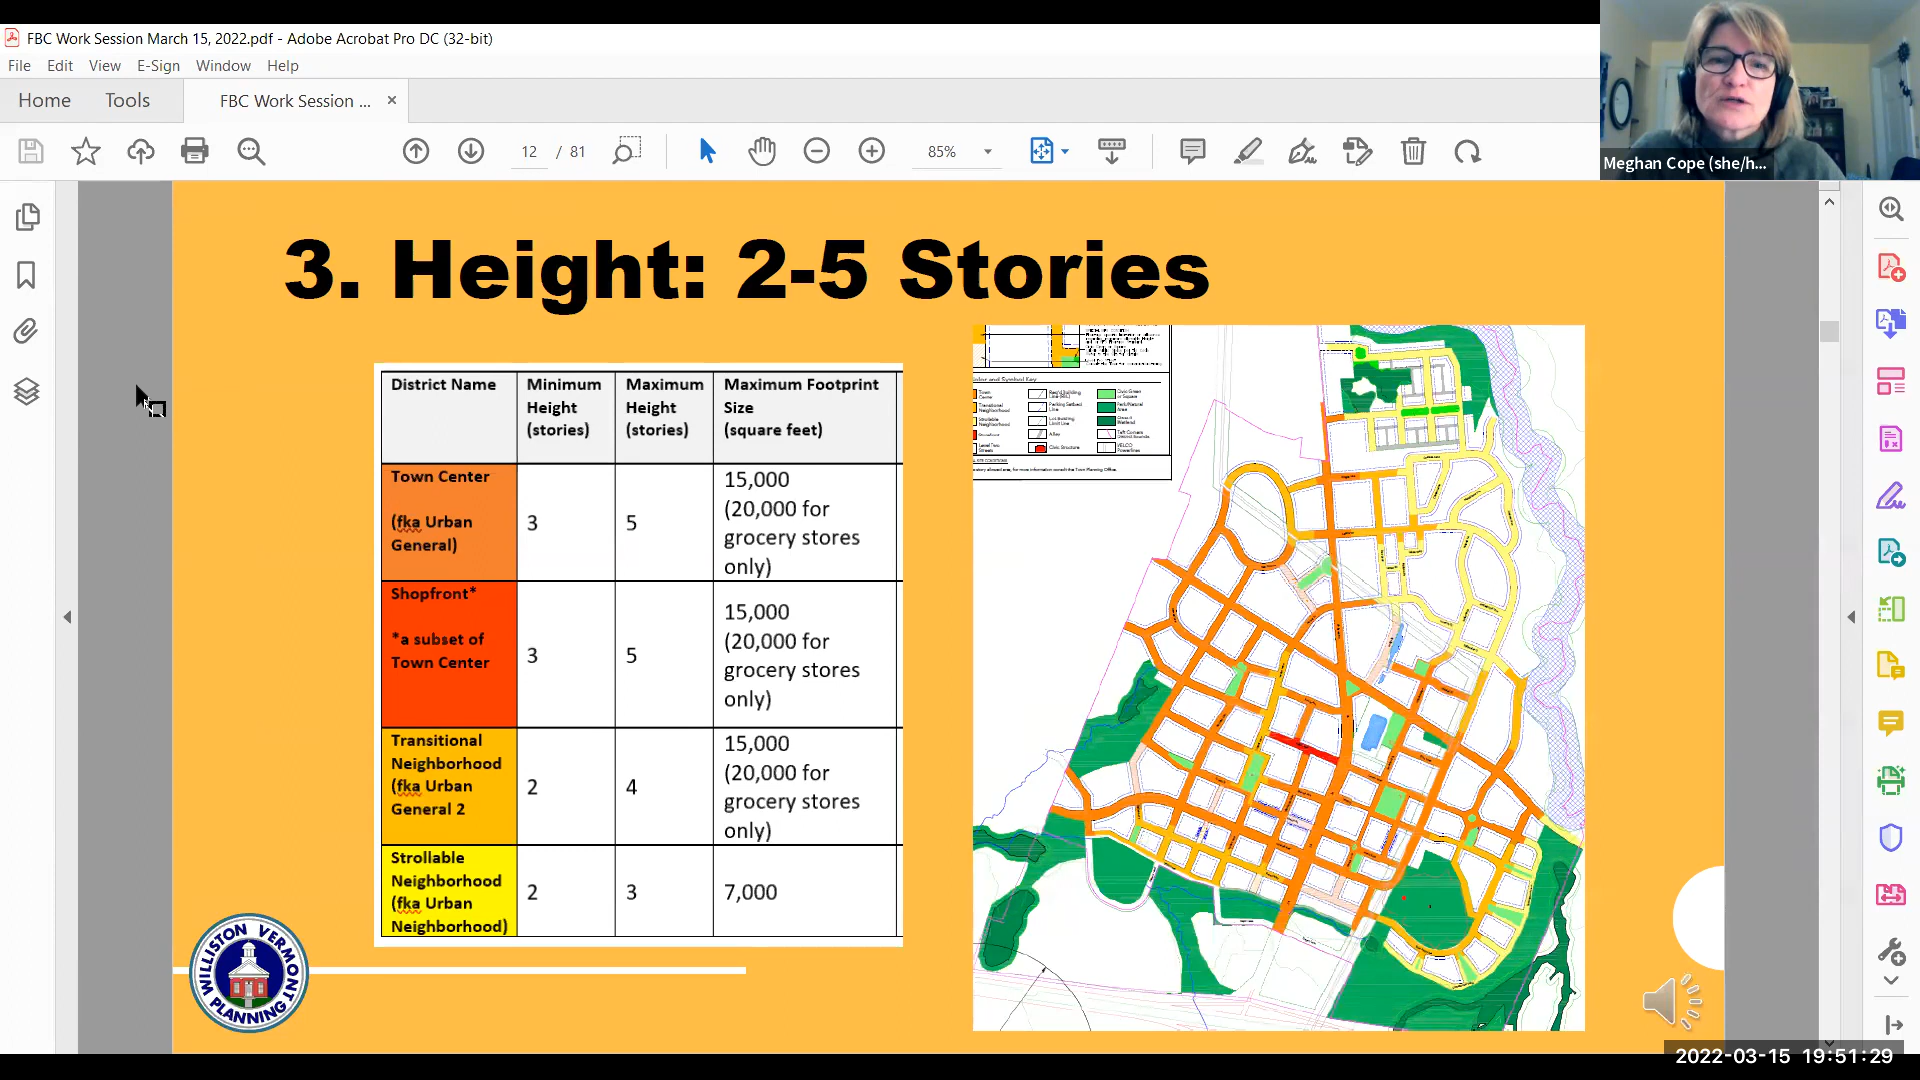 FBC Work Session March 15, 2022.pdf - Adobe Acrobat Pro DC (32-bit)
File Edit View E-Sign Window Help
Home Tools FBC Work Session ... ×
12 / 81 85%
Meghan Cope (she/h...
3. Height: 2-5 Stories
District Name
Minimum
Height
(stories)
Maximum
Height
(stories)
Maximum Footprint
Size
(square feet)
Town Center
(fka Urban
General)
3
5
15,000
(20,000 for
grocery stores
only)
Shopfront*
*a subset of
Town Center
3
5
15,000
(20,000 for
grocery stores
only)
Transitional
Neighborhood
(fka Urban
General 2
2
4
15,000
(20,000 for
grocery stores
only)
Strollable
Neighborhood
(fka Urban
Neighborhood)
2
3
7,000
WILLISTON VERMONT
PLANNING
Civic Structure
Alley
2022-03-15 19:51:29